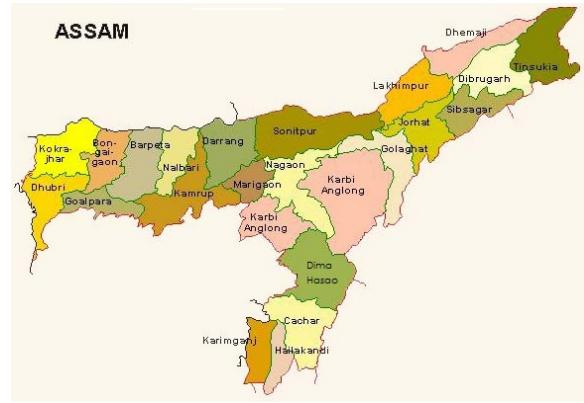 ASSAM
Dhemaji
Tinsukia
Dibrugarh
Lakhimpur
Sibsagar
Jorhat
Sonitpur
Golaghat
Darrang
Barpeta
Bon-
gai-
gaon
Kokra-
jhar
Nalbari
Nagaon
Marigaon
Karbi
Anglong
Dhubri
Kamrup
Goalpara
Karbi
Anglong
Dima
Hasao
Cachar
Karimganj
Hailakandi